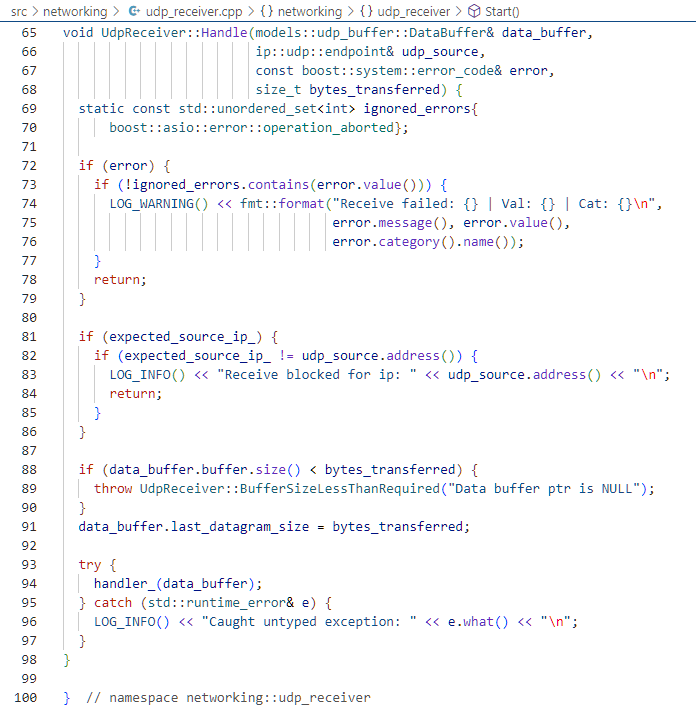 src > networking > udp_receiver.cpp > {} networking > {} udp_receiver > Start()
65 void UdpReceiver::Handle(models::udp_buffer::DataBuffer& data_buffer,
66                          ip::udp::endpoint& udp_source,
67                          const boost::system::error_code& error,
68                          size_t bytes_transferred) {
69   static const std::unordered_set<int> ignored_errors{
70       boost::asio::error::operation_aborted};
71
72   if (error) {
73     if (!ignored_errors.contains(error.value())) {
74       LOG_WARNING() << fmt::format("Receive failed: {} | Val: {} | Cat: {}\n",
75                                    error.message(), error.value(),
76                                    error.category().name());
77     }
78     return;
79   }
80
81   if (expected_source_ip_) {
82     if (expected_source_ip_ != udp_source.address()) {
83       LOG_INFO() << "Receive blocked for ip: " << udp_source.address() << "\n";
84       return;
85     }
86   }
87
88   if (data_buffer.buffer.size() < bytes_transferred) {
89     throw UdpReceiver::BufferSizeLessThanRequired("Data buffer ptr is NULL");
90   }
91   data_buffer.last_datagram_size = bytes_transferred;
92
93   try {
94     handler_(data_buffer);
95   } catch (std::runtime_error& e) {
96     LOG_INFO() << "Caught untyped exception: " << e.what() << "\n";
97   }
98 }
99
100 }  // namespace networking::udp_receiver